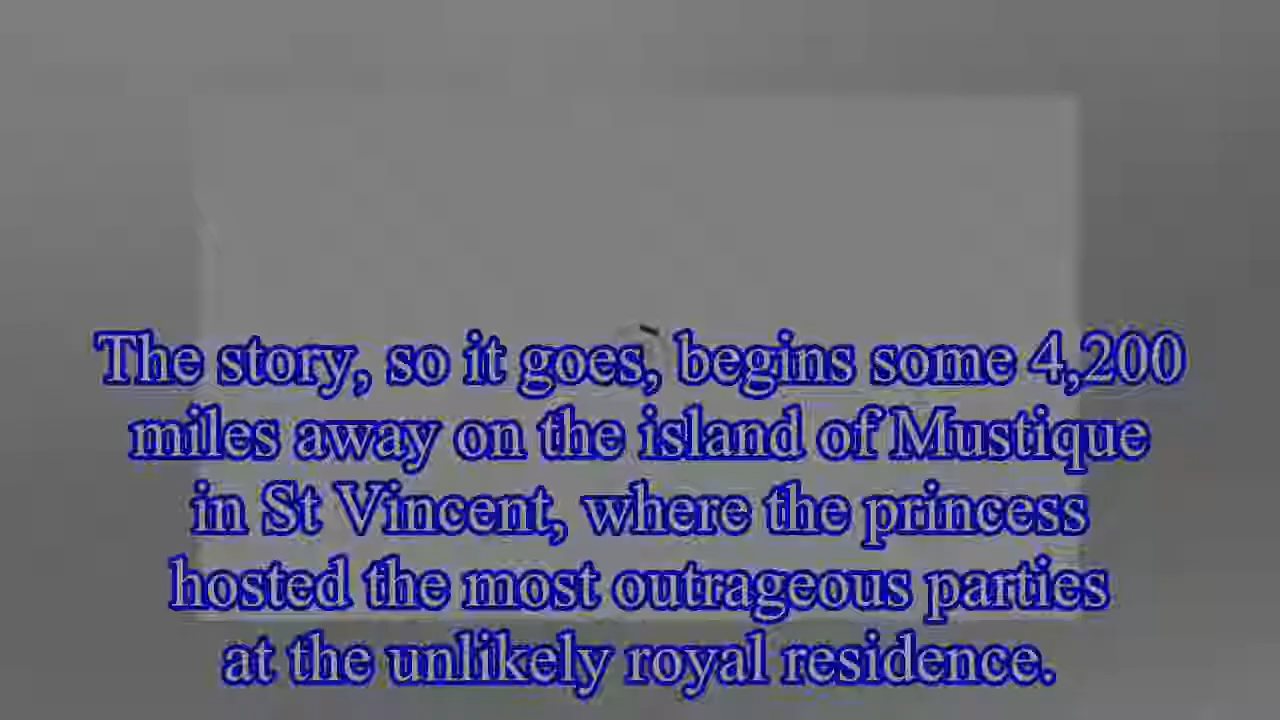 The story, so it goes, begins some 4,200
miles away on the island of Mustique
in St Vincent, where the princess
hosted the most outrageous parties
at the unlikely royal residence.